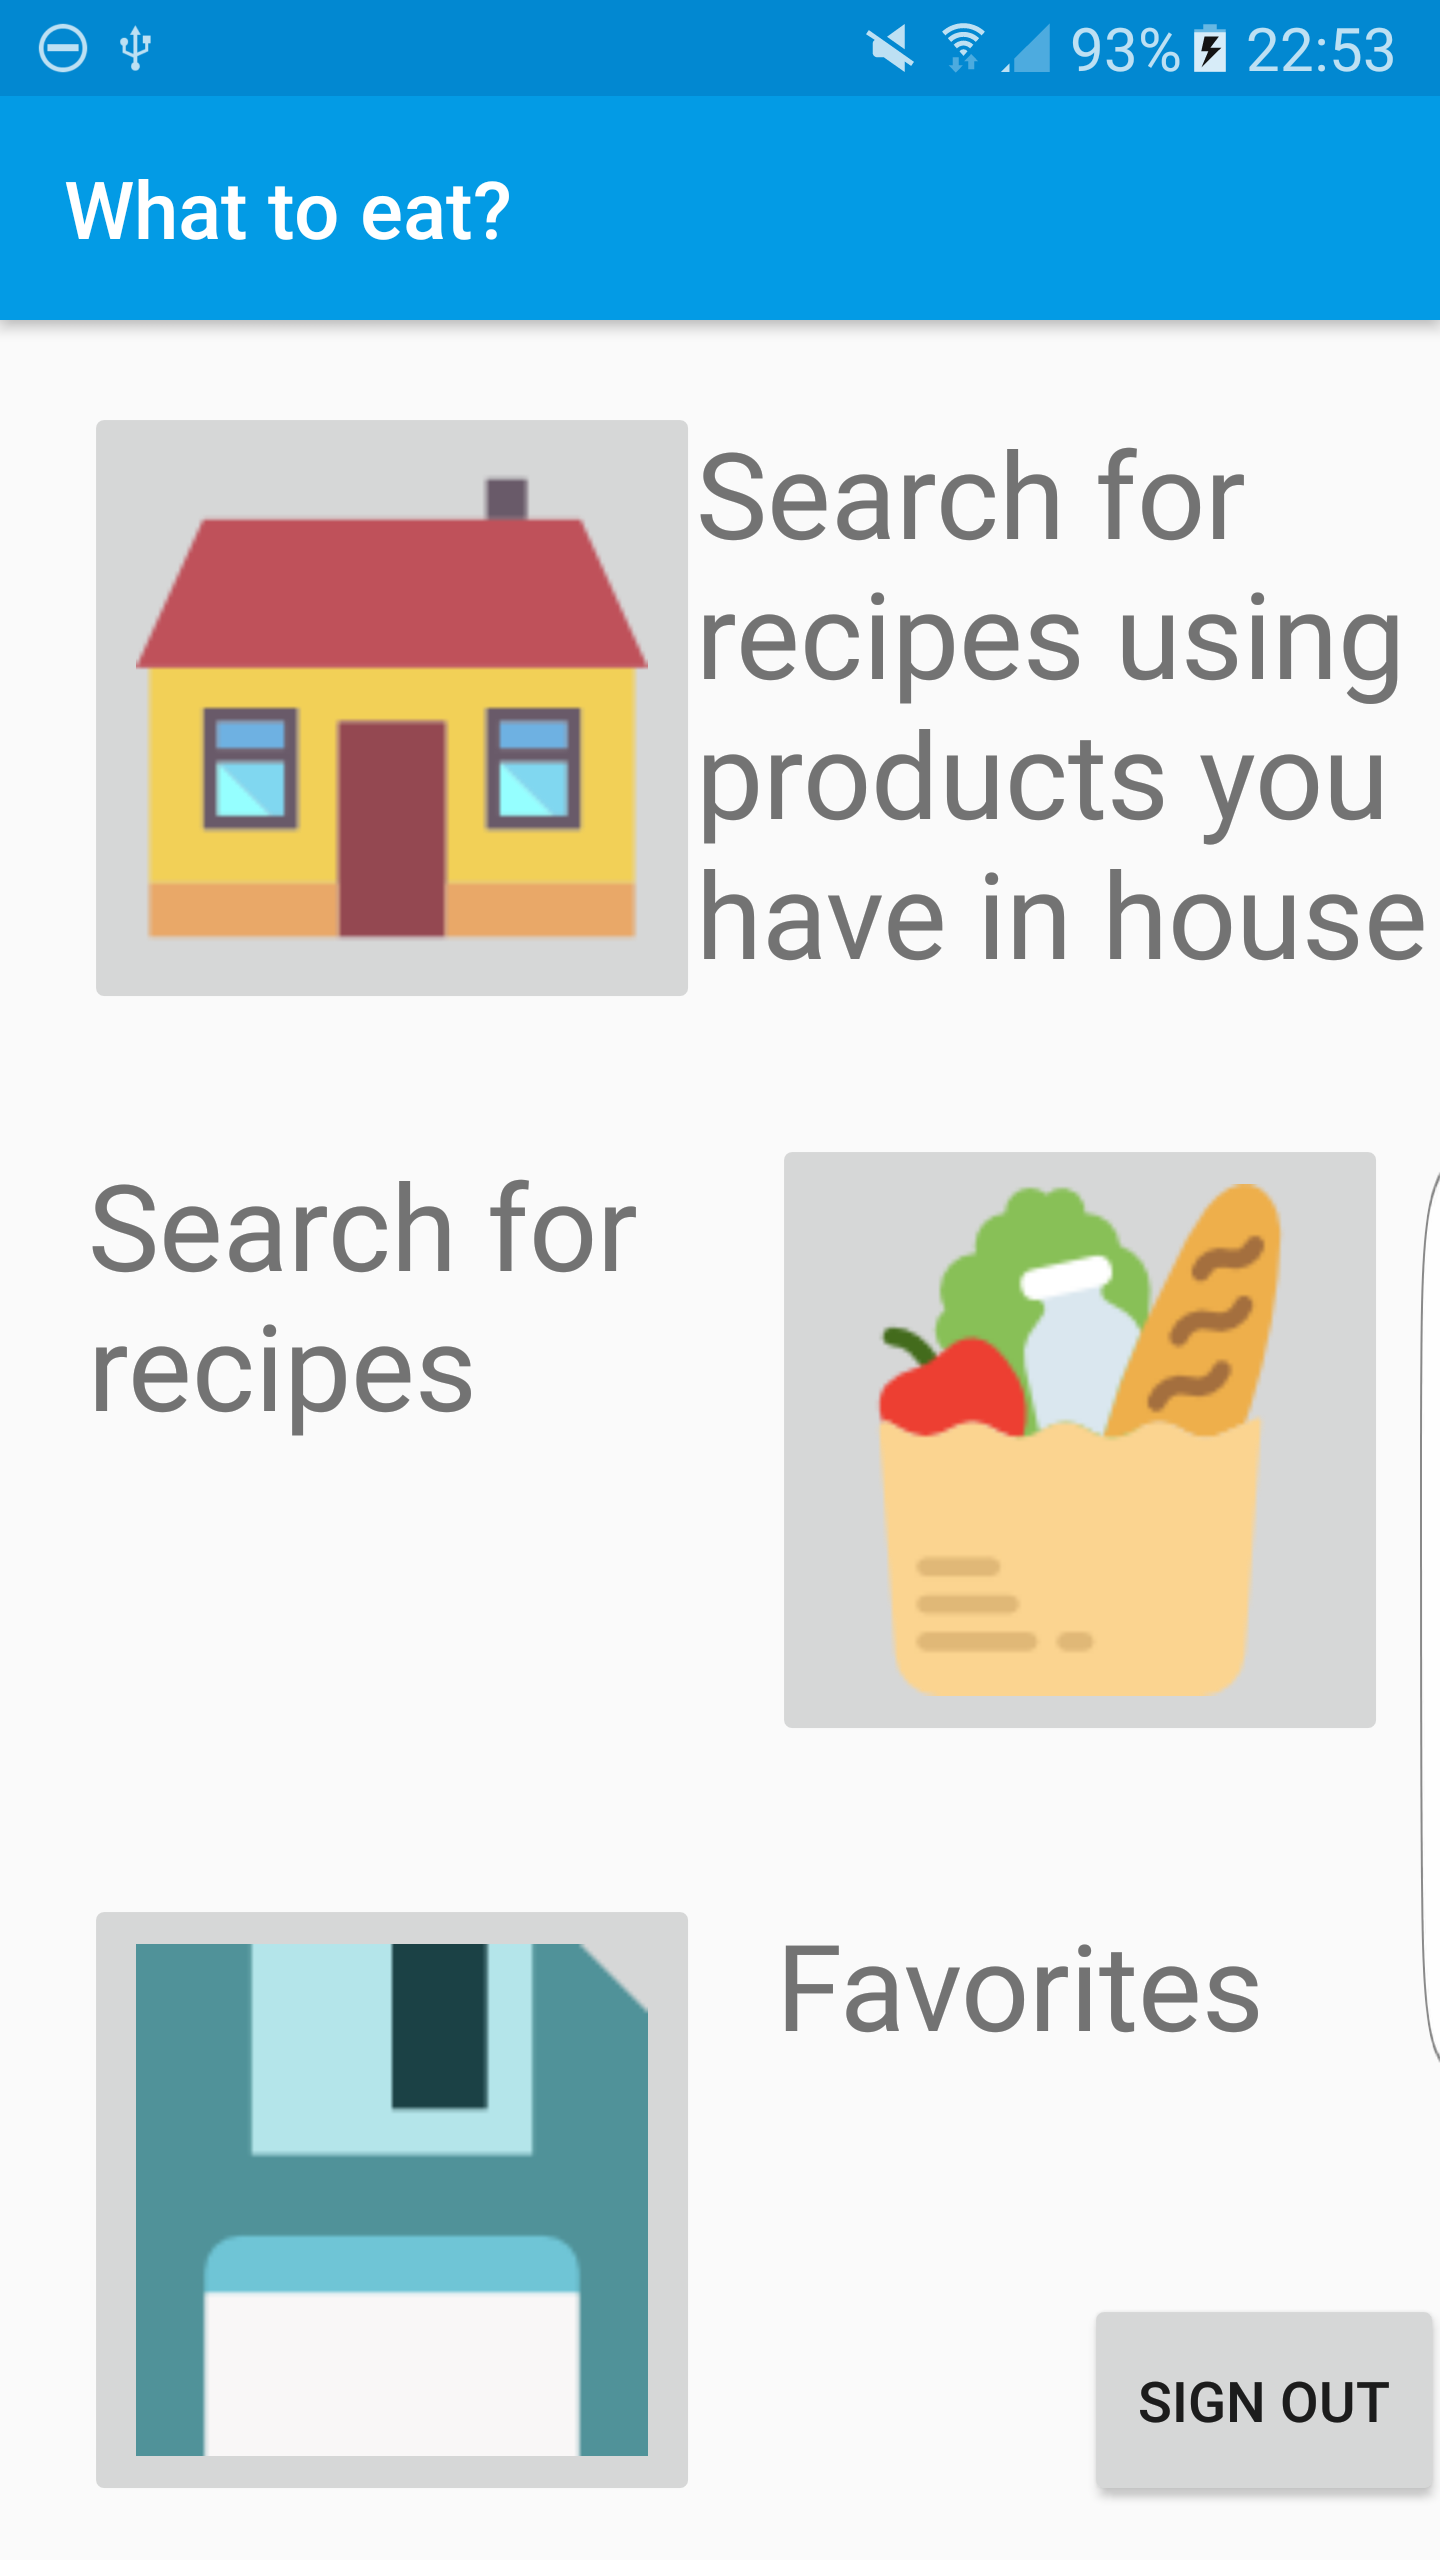 93% 22:53
What to eat?
Search for
recipes using
products you
have in house
Search for
recipes
Favorites
SIGN OUT